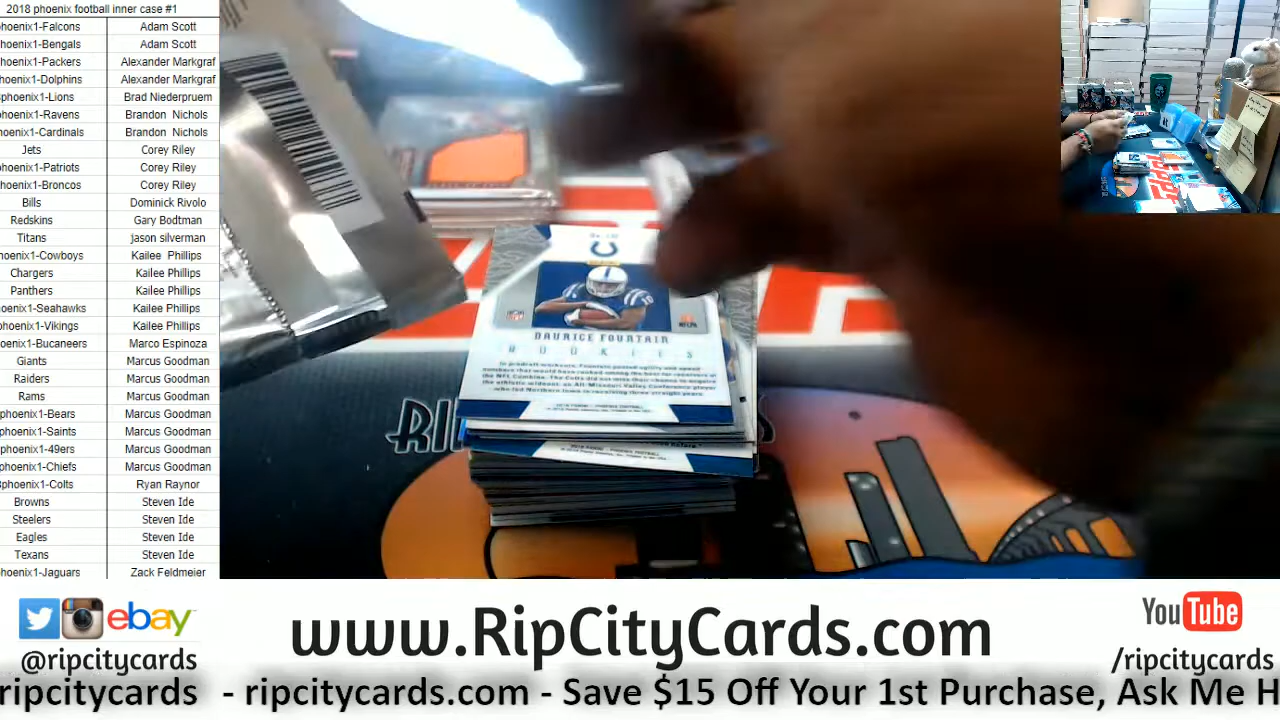 2018 phoenix football inner case #1
hoenix1-Falcons Adam Scott
hoenix1-Bengals Adam Scott
hoenix1-Packers Alexander Markgraf
hoenix1-Dolphins Alexander Markgraf
phoenix1-Lions Brad Niederpruem
hoenix1-Ravens Brandon Nichols
oenix1-Cardinals Brandon Nichols
Jets Corey Riley
hoenix1-Patriots Corey Riley
hoenix1-Broncos Corey Riley
Bills Dominick Rivolo
Redskins Gary Bodtman
Titans jason silverman
hoenix1-Cowboys Kailee Phillips
Chargers Kailee Phillips
Panthers Kailee Phillips
oenix1-Seahawks Kailee Phillips
hoenix1-Vikings Kailee Phillips
oenix1-Bucaneers Marco Espinoza
Giants Marcus Goodman
Raiders Marcus Goodman
Rams Marcus Goodman
phoenix1-Bears Marcus Goodman
phoenix1-Saints Marcus Goodman
phoenix1-49ers Marcus Goodman
phoenix1-Chiefs Marcus Goodman
phoenix1-Colts Ryan Raynor
Browns Steven Ide
Steelers Steven Ide
Eagles Steven Ide
Texans Steven Ide
hoenix1-Jaguars Zack Feldmeier
DAURICE FOUNTAIN
ROOKIES
RI
ebay
@ripcitycards
www.RipCityCards.com
YouTube
/ripcitycards
ripcitycards - ripcitycards.com - Save $15 Off Your 1st Purchase, Ask Me H